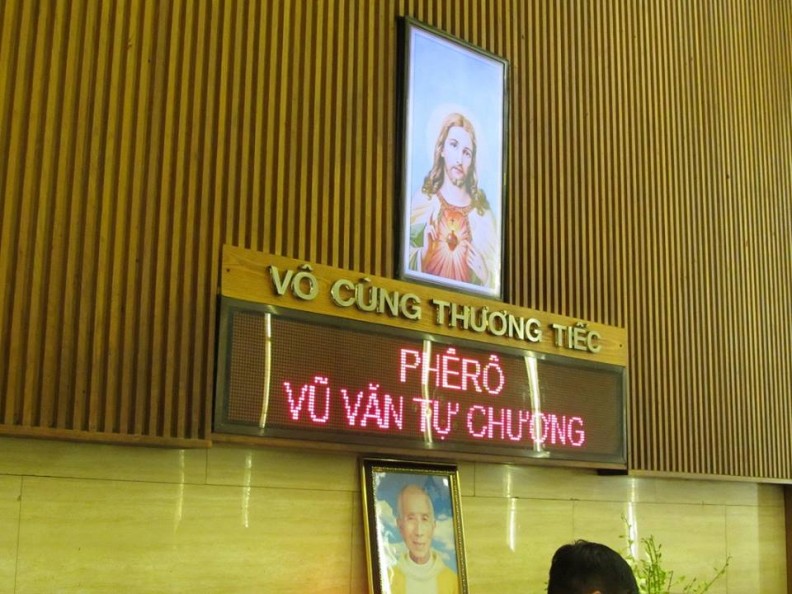 VÔ CÙNG THƯƠNG TIẾC
PHÊRÔ
VŨ VĂN TỰ CHƯƠNG